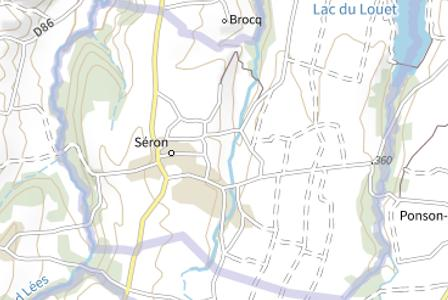 Lac du Louet
Brocq
D86
Séron
360
Ponson-
d Lées